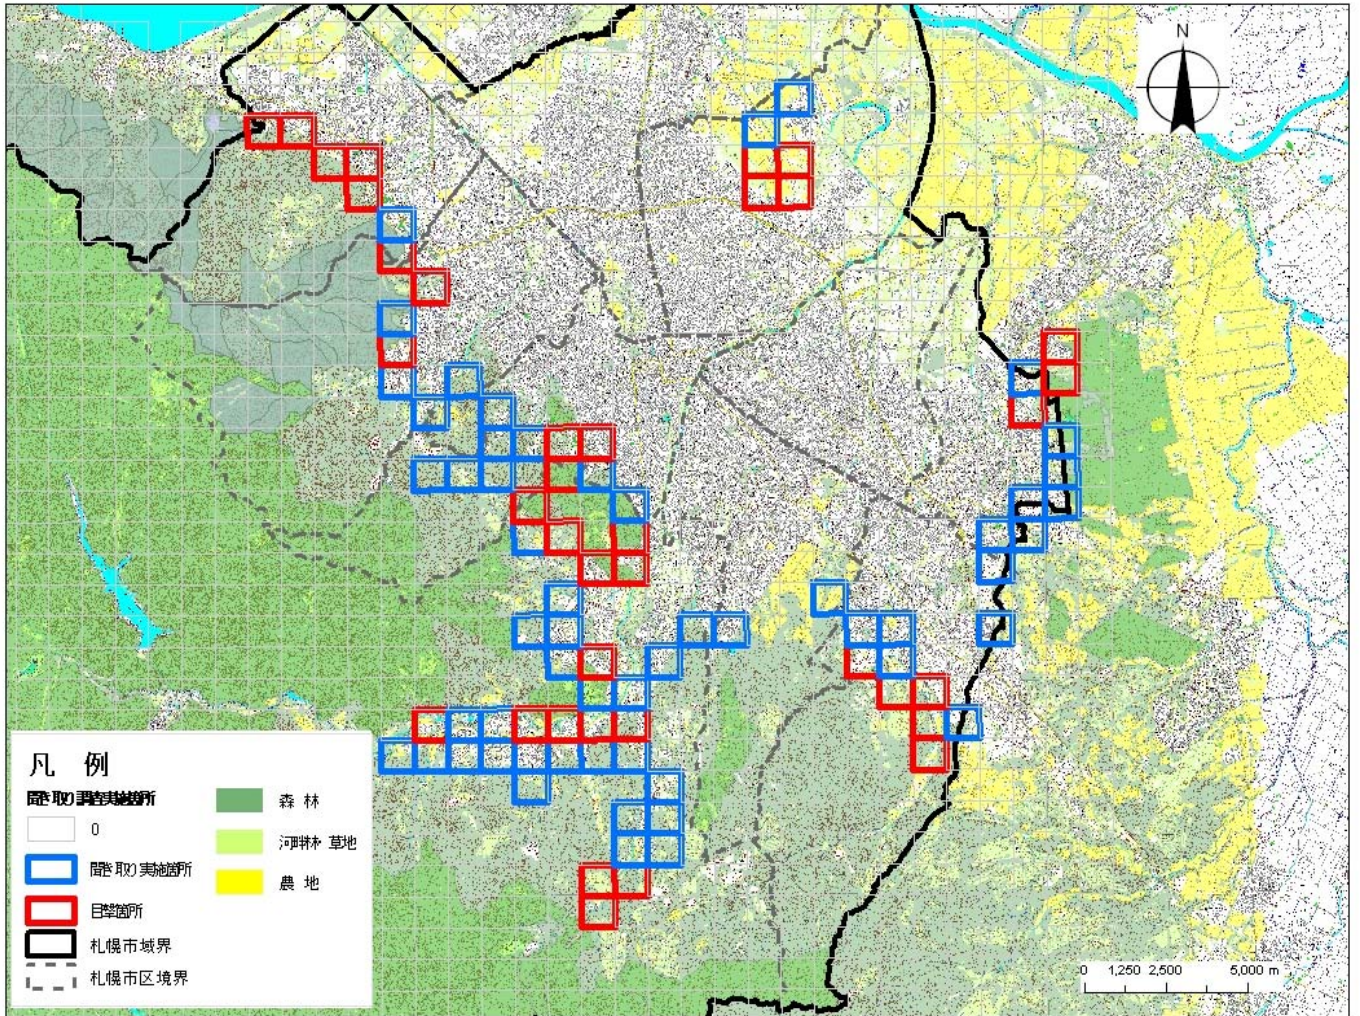 N
凡 例
聞き取り調査実施箇所
0
聞き取り実施箇所
目撃箇所
札幌市域界
札幌市区境界
森 林
河畔林・草地
農 地
0 1,250 2,500 5,000 m